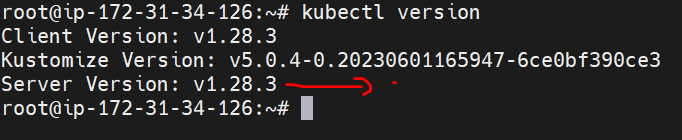 root@ip-172-31-34-126:~# kubectl version
Client Version: v1.28.3
Kustomize Version: v5.0.4-0.20230601165947-6ce0bf390ce3
Server Version: v1.28.3
root@ip-172-31-34-126:~#